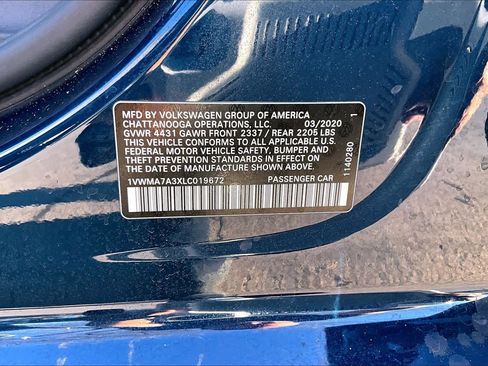 MFD BY VOLKSWAGEN GROUP OF AMERICA
CHATTANOOGA OPERATIONS, LLC. 03/2020
GVWR 4431 GAWR FRONT 2337 / REAR 2205 LBS
THIS VEHICLE CONFORMS TO ALL APPLICABLE U.S.
FEDERAL MOTOR VEHICLE SAFETY, BUMPER AND
THEFT PREVENTION STANDARDS IN EFFECT ON
THE DATE OF MANUFACTURE SHOWN ABOVE.
1VWMA7A3XLC019672 PASSENGER CAR
1140280 1